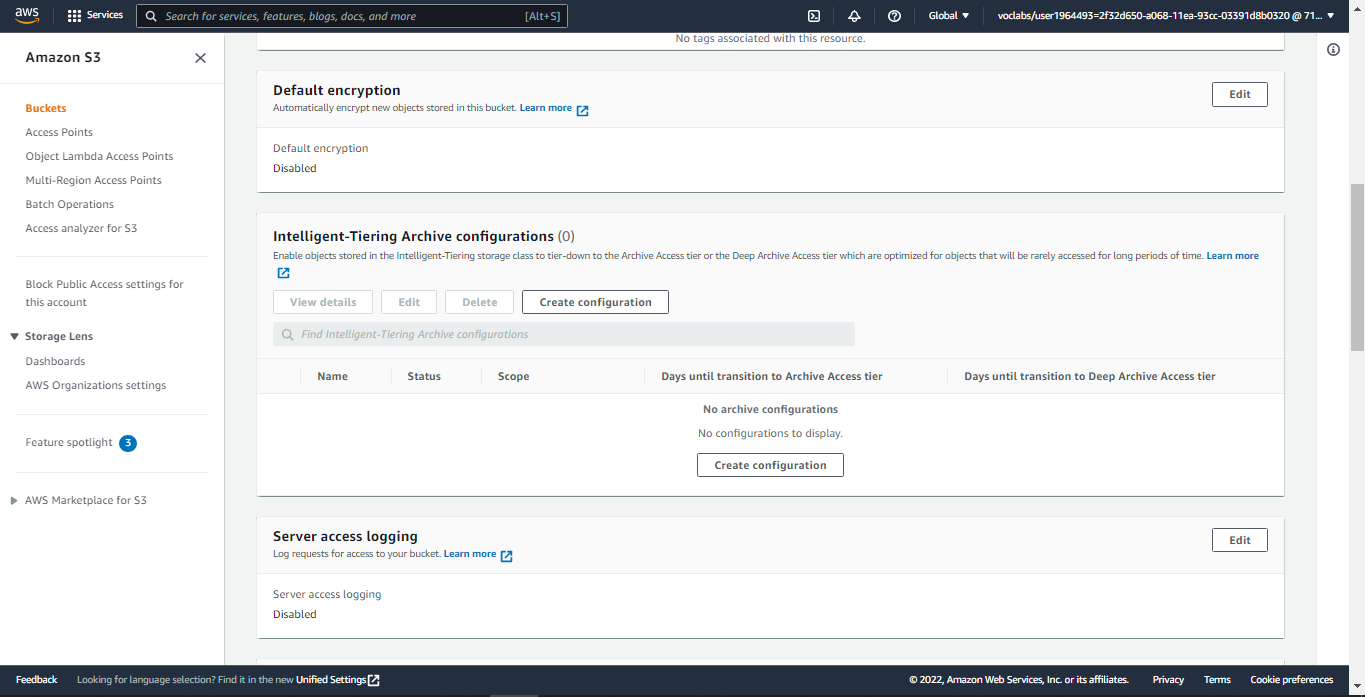 aws
Services
Search for services, features, blogs, docs, and more
[Alt+S]
Global
voclabs/user1964493=2f32d650-a068-11ea-93cc-03391d8b0320 @ 71...
Amazon S3
Buckets
Access Points
Object Lambda Access Points
Multi-Region Access Points
Batch Operations
Access analyzer for S3
Block Public Access settings for
this account
Storage Lens
Dashboards
AWS Organizations settings
Feature spotlight 3
AWS Marketplace for S3
No tags associated with this resource.
Default encryption
Automatically encrypt new objects stored in this bucket. Learn more
Edit
Default encryption
Disabled
Intelligent-Tiering Archive configurations (0)
Enable objects stored in the Intelligent-Tiering storage class to tier-down to the Archive Access tier or the Deep Archive Access tier which are optimized for objects that will be rarely accessed for long periods of time. Learn more
View details
Edit
Delete
Create configuration
Find Intelligent-Tiering Archive configurations
Name
Status
Scope
Days until transition to Archive Access tier
Days until transition to Deep Archive Access tier
No archive configurations
No configurations to display.
Create configuration
Server access logging
Log requests for access to your bucket. Learn more
Edit
Server access logging
Disabled
Feedback
Looking for language selection? Find it in the new Unified Settings
© 2022, Amazon Web Services, Inc. or its affiliates.
Privacy
Terms
Cookie preferences